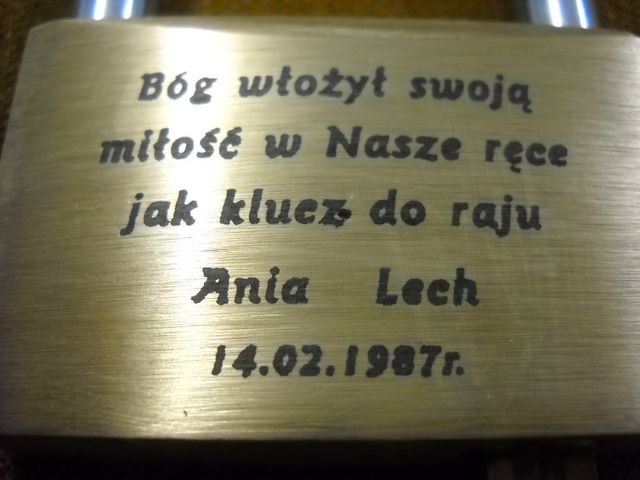 Bóg włożył swoją
miłość w Nasze ręce
jak klucz do raju
Ania Lech
14.02.1987r.